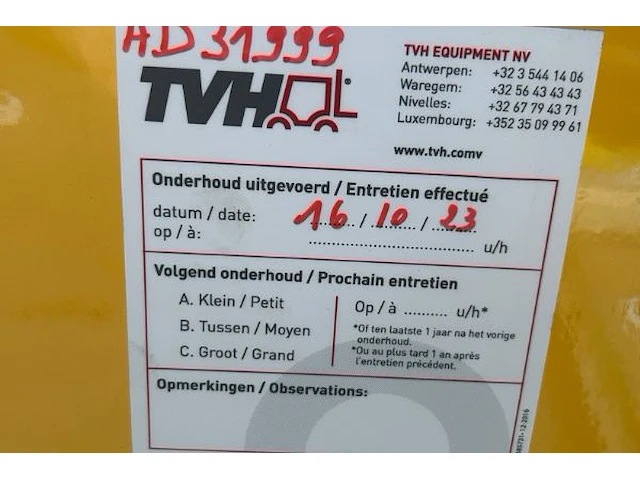 AD31999
TVH
TVH EQUIPMENT NV
Antwerpen: +32 3 544 14 06
Waregem: +32 56 43 43 43
Nivelles: +32 67 79 43 71
Luxembourg: +352 35 09 99 61
www.tvh.comv
Onderhoud uitgevoerd / Entretien effectué
datum / date: 16 / 10 / 23
op / à: .......... u/h
Volgend onderhoud / Prochain entretien
A. Klein / Petit
B. Tussen / Moyen
C. Groot / Grand
Op / à .......... u/h*
*Of ten laatste 1 jaar na het vorige
onderhoud.
*Ou au plus tard 1 an après
l'entretien précédent.
Opmerkingen / Observations: